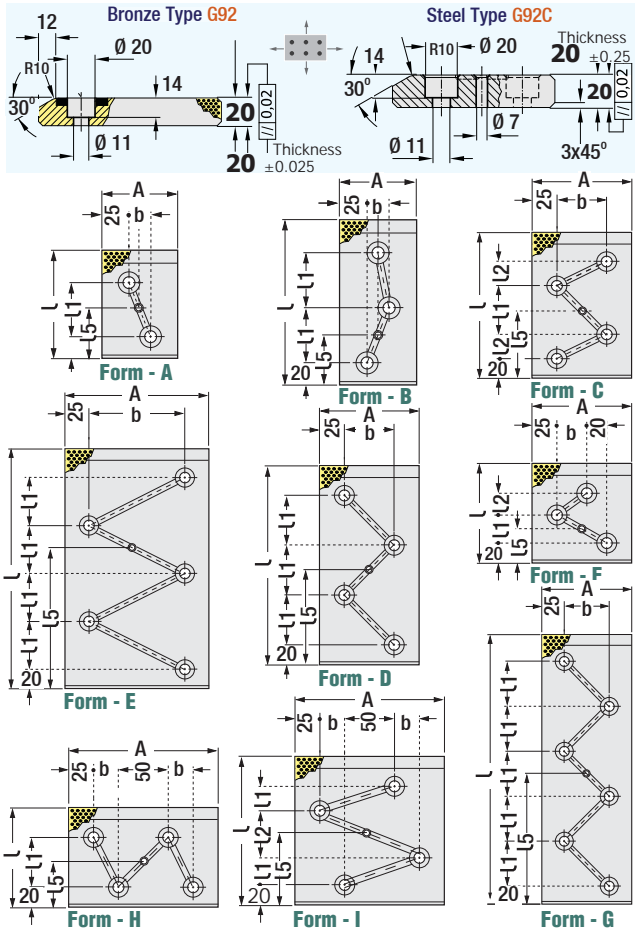 Bronze Type G92
Steel Type G92C
12
Ø 20
R10
14
30°
20
// 0,02
Ø 11
20
Thickness
±0.025
Thickness
20 ±0.25
14
R10
Ø 20
30°
20
// 0,02
Ø 7
Ø 11
3x45°
A
25 b
l
l1
l5
Form - A
A
25 b
l
l1
l1
l5
20
Form - B
A
25 b
l
l2
l1
l2
l5
20
Form - C
A
25 b
l
l1
l1
l1
l1
l5
20
Form - E
A
25 b
l
l1
l1
l1
l5
20
Form - D
A
25 b 20
l
l2
l1
l5
20
Form - F
A
25 b
l
l1
l1
l1
l1
l5
20
Form - G
A
25 b 50 b
l
l1
l5
20
Form - H
A
25 b 50 b
l
l1
l2
l1
l5
20
Form - I